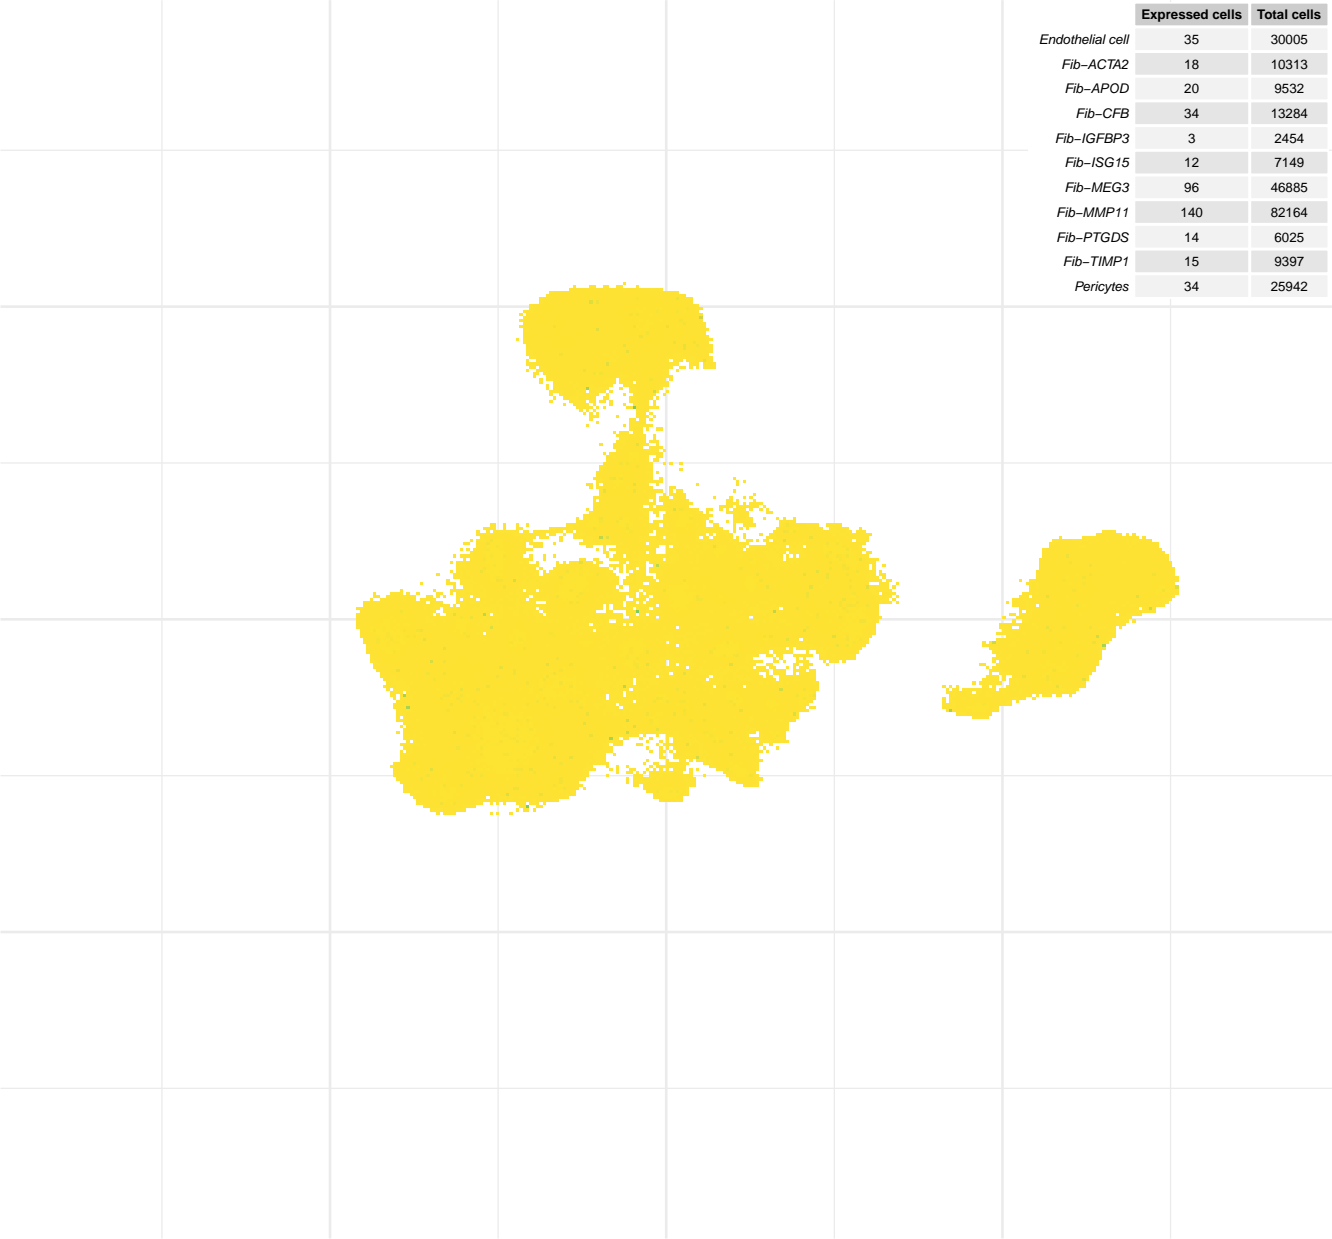 Expressed cells Total cells
Endothelial cell 35 30005
Fib−ACTA2 18 10313
Fib−APOD 20 9532
Fib−CFB 34 13284
Fib−IGFBP3 3 2454
Fib−ISG15 12 7149
Fib−MEG3 96 46885
Fib−MMP11 140 82164
Fib−PTGDS 14 6025
Fib−TIMP1 15 9397
Pericytes 34 25942